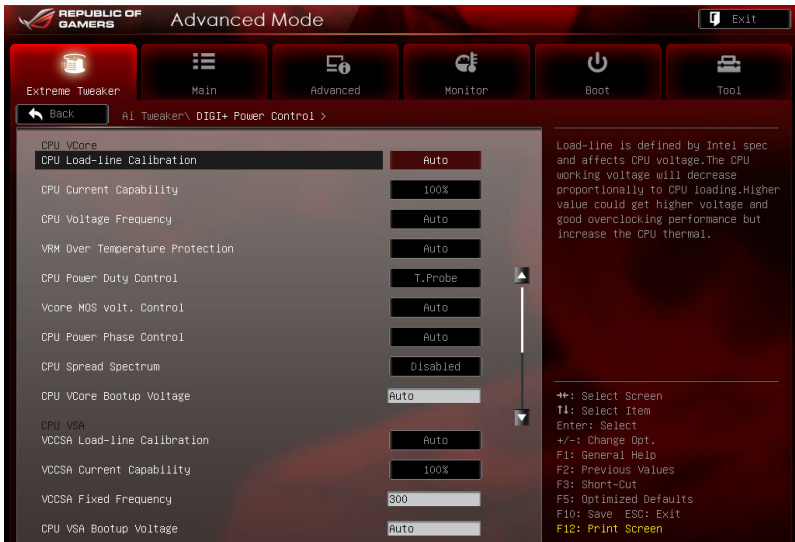 REPUBLIC OF
GAMERS
Advanced Mode
Exit
Extreme Tweaker
Main
Advanced
Monitor
Boot
Tool
Back
Ai Tweaker\ DIGI+ Power Control >
CPU VCore
CPU Load-line Calibration Auto
CPU Current Capability 100%
CPU Voltage Frequency Auto
VRM Over Temperature Protection Auto
CPU Power Duty Control T.Probe
Vcore MOS volt. Control Auto
CPU Power Phase Control Auto
CPU Spread Spectrum Disabled
CPU VCore Bootup Voltage Auto
CPU VSA
VCCSA Load-line Calibration Auto
VCCSA Current Capability 100%
VCCSA Fixed Frequency 300
CPU VSA Bootup Voltage Auto
Load-line is defined by Intel spec
and affects CPU voltage.The CPU
working voltage will decrease
proportionally to CPU loading.Higher
value could get higher voltage and
good overclocking performance but
increase the CPU thermal.
→←: Select Screen
↑↓: Select Item
Enter: Select
+/-: Change Opt.
F1: General Help
F2: Previous Values
F3: Short-Cut
F5: Optimized Defaults
F10: Save ESC: Exit
F12: Print Screen